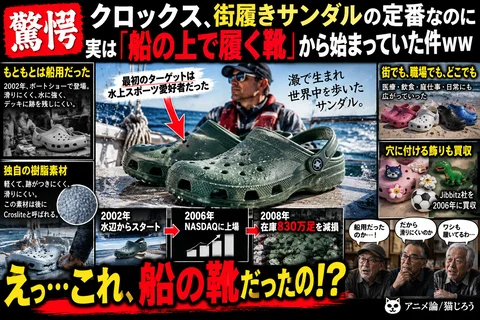 驚愕
クロックス、街履きサンダルの定番なのに
実は「船の上で履く靴」から始まっていた件ww
もともとは船用だった
2002年、ボートショーで登場。
滑りにくく、水に強く、
デッキに跡を残しにくい。
最初のターゲットは
水上スポーツ愛好者だった
海で生まれ
世界中を歩いた
サンダル。
街でも、職場でも、どこでも
医療・飲食・庭仕事・日常にも
広がっていった
独自の樹脂素材
軽くて、跡がつきにくく、
滑りにくい。
この素材は後に
Crosliteと呼ばれる。
穴に付ける飾りも買収
Jibbitz社を
2006年に買収
2002年
水辺からスタート
2006年
NASDAQに上場
2008年
在庫830万足を減損
船用だった
のか…!
だから
滑りにくいのか
ワシも
履いてるわ…
えっ…これ、船の靴だったの!?
アニメ論/猫じろう